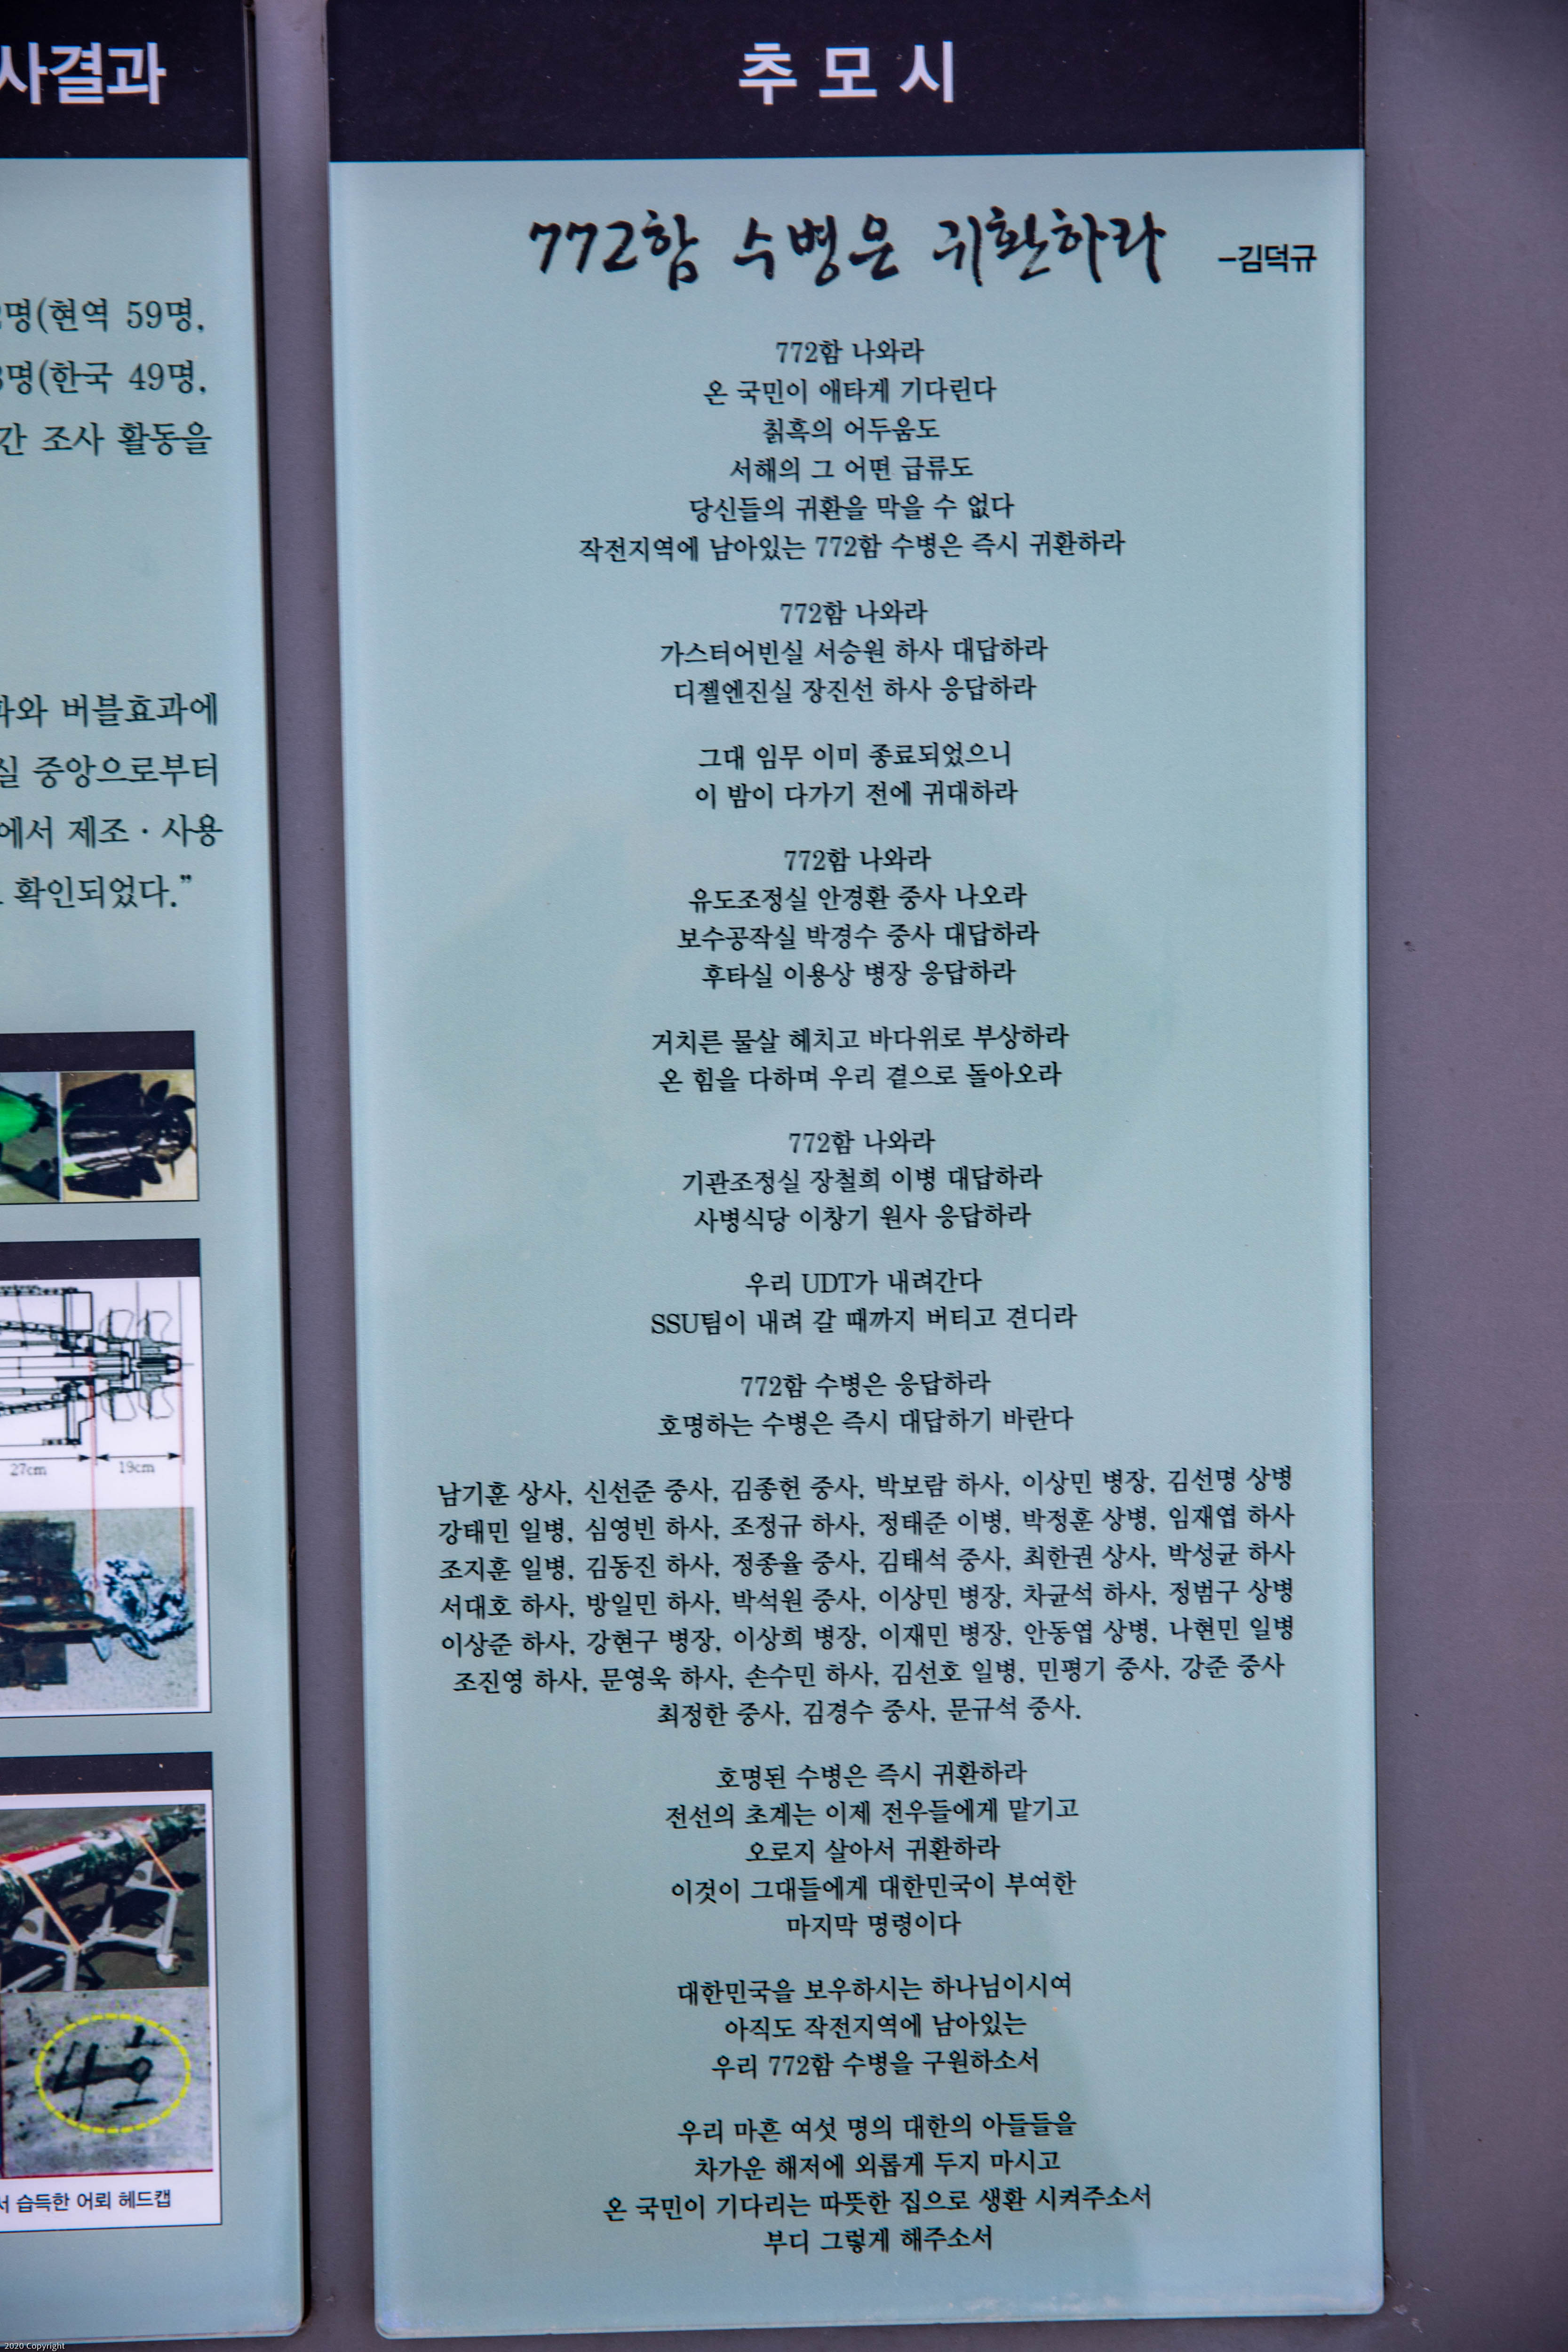 사결과
명(현역 59명,
명(한국 49명,
간 조사 활동을
와 버블효과에
실 중앙으로부터
에서 제조 · 사용
확인되었다.”
27cm
19cm
1번
서 습득한 어뢰 헤드캡
추모시
772함 수병은 귀환하라
-김덕규
772함 나와라
온 국민이 애타게 기다린다
칡흑의 어두움도
서해의 그 어떤 급류도
당신들의 귀환을 막을 수 없다
작전지역에 남아있는 772함 수병은 즉시 귀환하라
772함 나와라
가스터어빈실 서승원 하사 대답하라
디젤엔진실 장진선 하사 응답하라
그대 임무 이미 종료되었으니
이 밤이 다가기 전에 귀대하라
772함 나와라
유도조정실 안경환 중사 나오라
보수공작실 박경수 중사 대답하라
후타실 이용상 병장 응답하라
거치른 물살 헤치고 바다위로 부상하라
온 힘을 다하며 우리 곁으로 돌아오라
772함 나와라
기관조정실 장철희 이병 대답하라
사병식당 이창기 원사 응답하라
우리 UDT가 내려간다
SSU팀이 내려 갈 때까지 버티고 견디라
772함 수병은 응답하라
호명하는 수병은 즉시 대답하기 바란다
남기훈 상사, 신선준 중사, 김종헌 중사, 박보람 하사, 이상민 병장, 김선명 상병
강태민 일병, 심영빈 하사, 조정규 하사, 정태준 이병, 박정훈 상병, 임재엽 하사
조지훈 일병, 김동진 하사, 정종율 중사, 김태석 중사, 최한권 상사, 박성균 하사
서대호 하사, 방일민 하사, 박석원 중사, 이상민 병장, 차균석 하사, 정범구 상병
이상준 하사, 강현구 병장, 이상희 병장, 이재민 병장, 안동엽 상병, 나현민 일병
조진영 하사, 문영욱 하사, 손수민 하사, 김선호 일병, 민평기 중사, 강준 중사
최정한 중사, 김경수 중사, 문규석 중사.
호명된 수병은 즉시 귀환하라
전선의 초계는 이제 전우들에게 맡기고
오로지 살아서 귀환하라
이것이 그대들에게 대한민국이 부여한
마지막 명령이다
대한민국을 보우하시는 하나님이시여
아직도 작전지역에 남아있는
우리 772함 수병을 구원하소서
우리 마흔 여섯 명의 대한의 아들들을
차가운 해저에 외롭게 두지 마시고
온 국민이 기다리는 따뜻한 집으로 생환 시켜주소서
부디 그렇게 해주소서
2020 Copyright